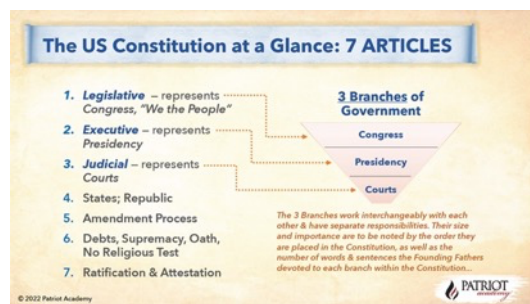 The US Constitution at a Glance: 7 ARTICLES
1. Legislative – represents
Congress, "We the People"
2. Executive – represents
Presidency
3. Judicial – represents
Courts
4. States; Republic
5. Amendment Process
6. Debts, Supremacy, Oath,
No Religious Test
7. Ratification & Attestation
3 Branches of
Government
Congress
Presidency
Courts
The 3 Branches work interchangeably with each
other & have separate responsibilities. Their size
and importance are to be noted by the order they
are placed in the Constitution, as well as the
number of words & sentences the Founding Fathers
devoted to each branch within the Constitution...
© 2022 Patriot Academy
PATRIOT